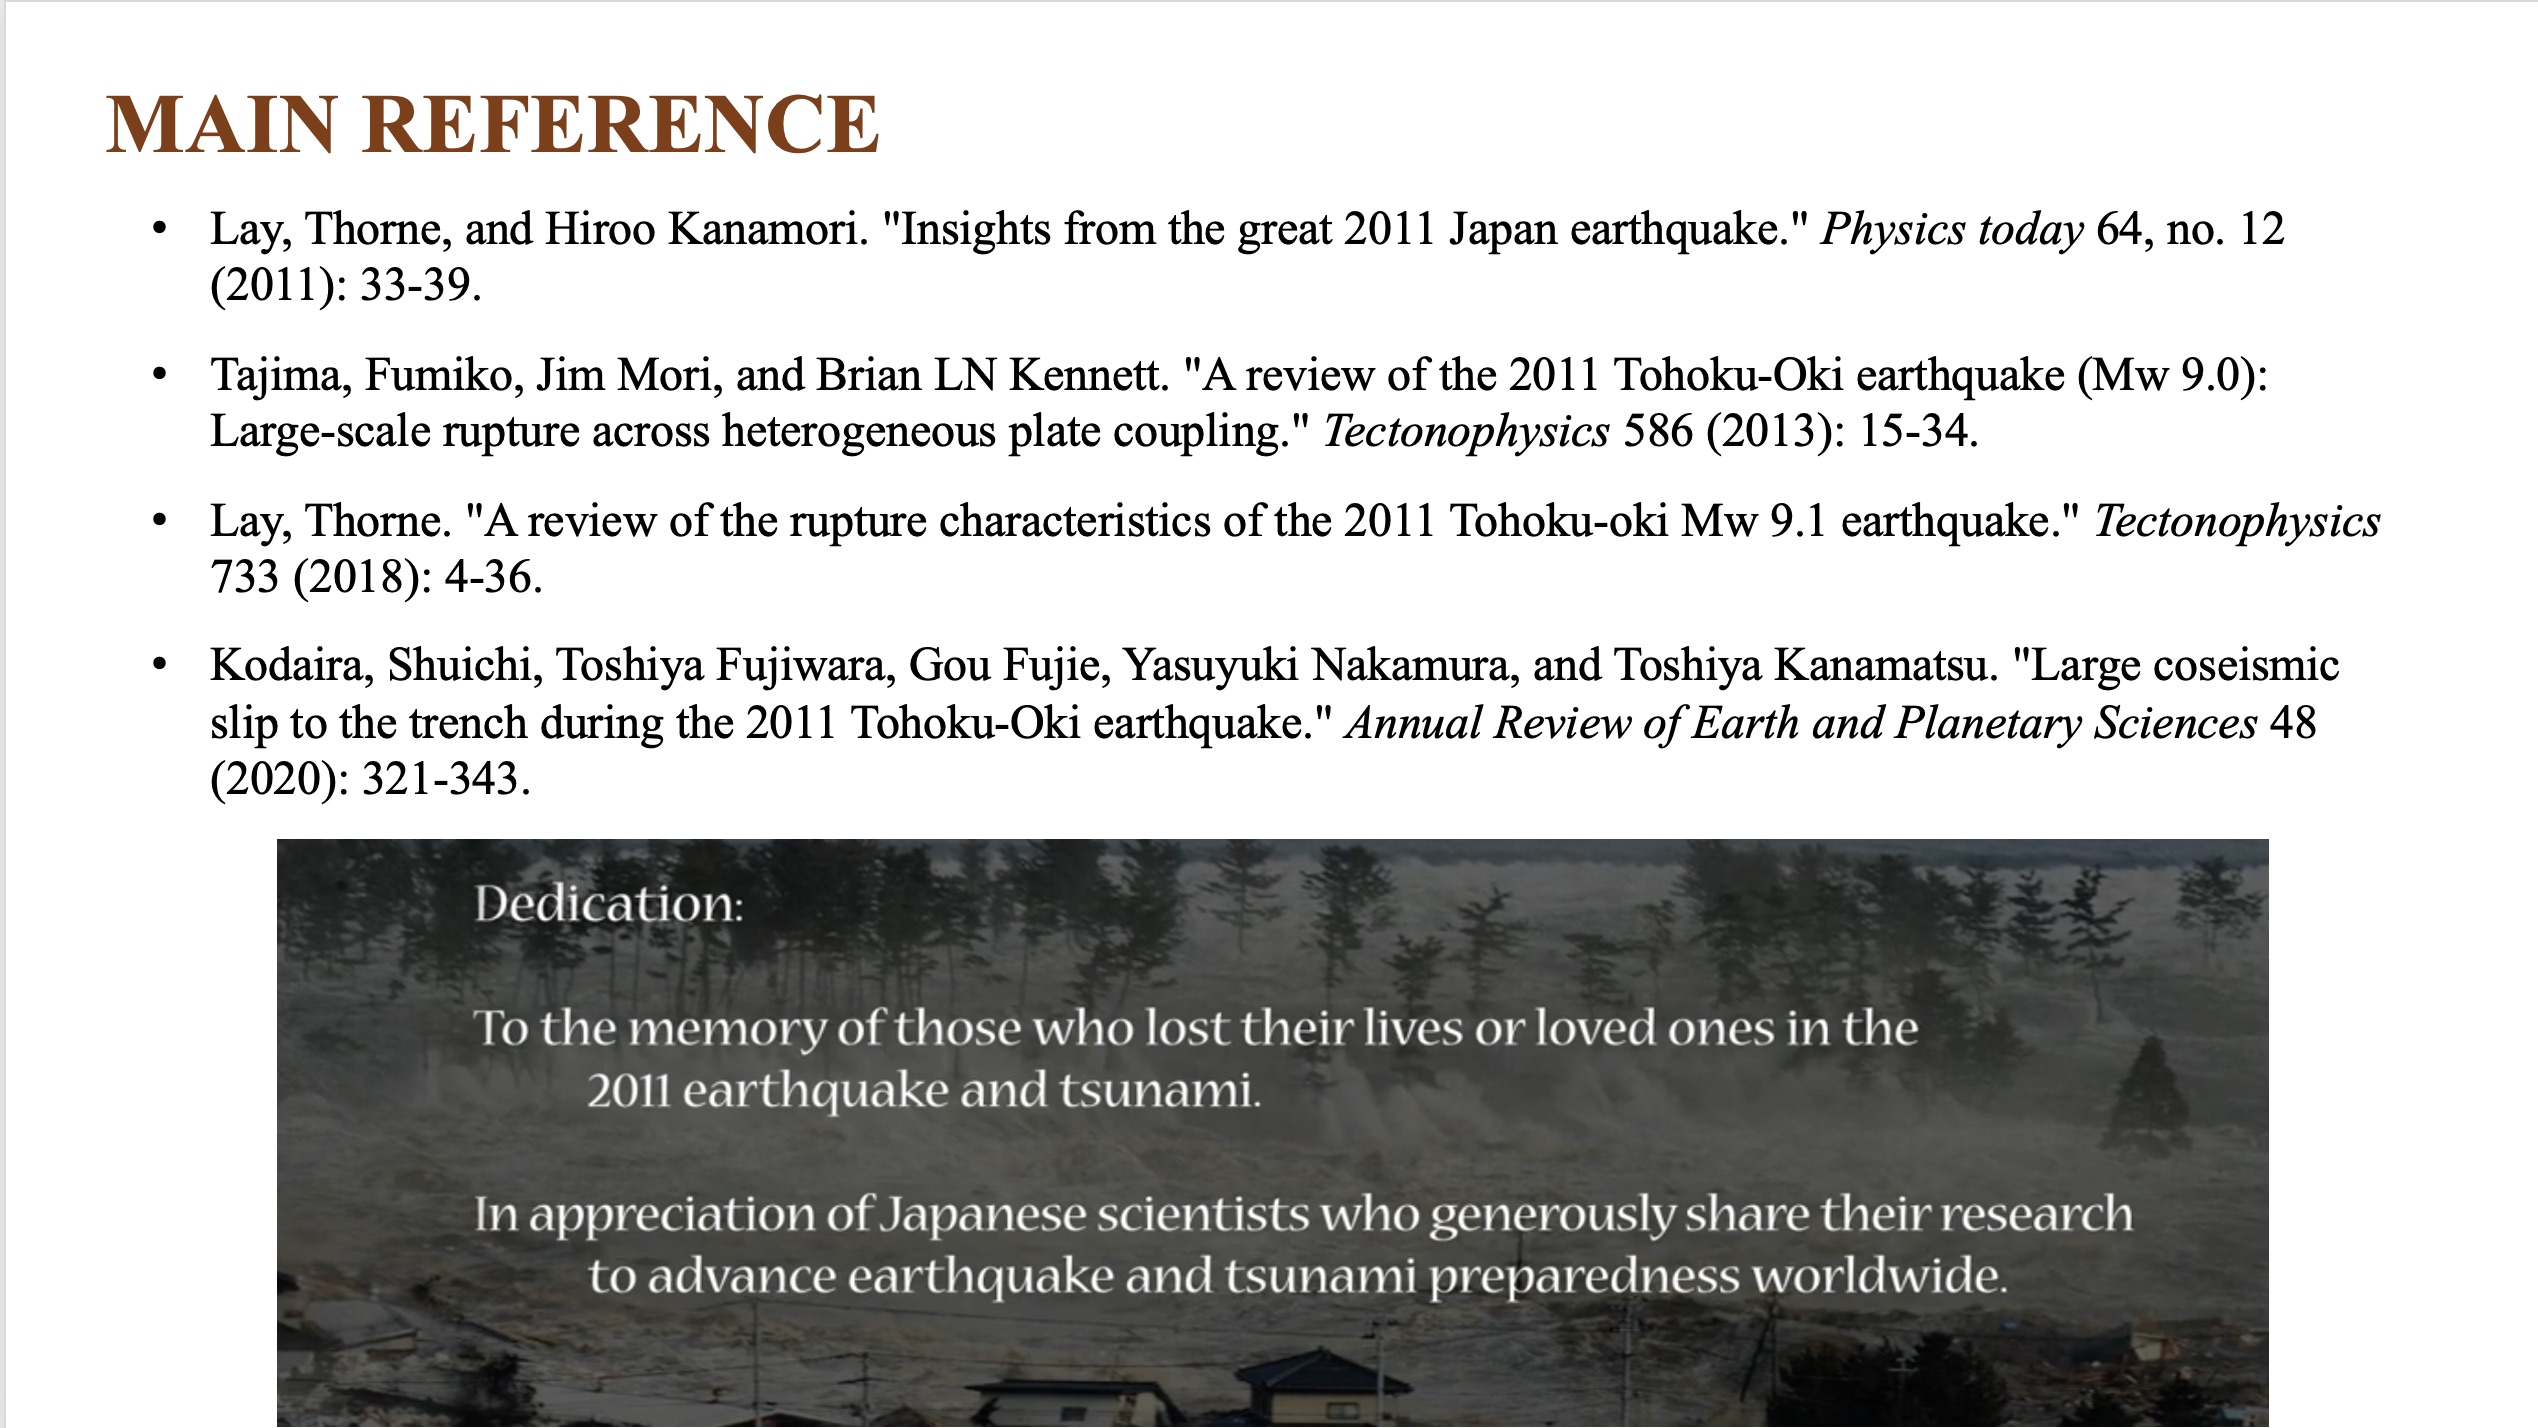 MAIN REFERENCE
• Lay, Thorne, and Hiroo Kanamori. "Insights from the great 2011 Japan earthquake." Physics today 64, no. 12
(2011): 33-39.
• Tajima, Fumiko, Jim Mori, and Brian LN Kennett. "A review of the 2011 Tohoku-Oki earthquake (Mw 9.0):
Large-scale rupture across heterogeneous plate coupling." Tectonophysics 586 (2013): 15-34.
• Lay, Thorne. "A review of the rupture characteristics of the 2011 Tohoku-oki Mw 9.1 earthquake." Tectonophysics
733 (2018): 4-36.
• Kodaira, Shuichi, Toshiya Fujiwara, Gou Fujie, Yasuyuki Nakamura, and Toshiya Kanamatsu. "Large coseismic
slip to the trench during the 2011 Tohoku-Oki earthquake." Annual Review of Earth and Planetary Sciences 48
(2020): 321-343.
Dedication:
To the memory of those who lost their lives or loved ones in the
2011 earthquake and tsunami.
In appreciation of Japanese scientists who generously share their research
to advance earthquake and tsunami preparedness worldwide.